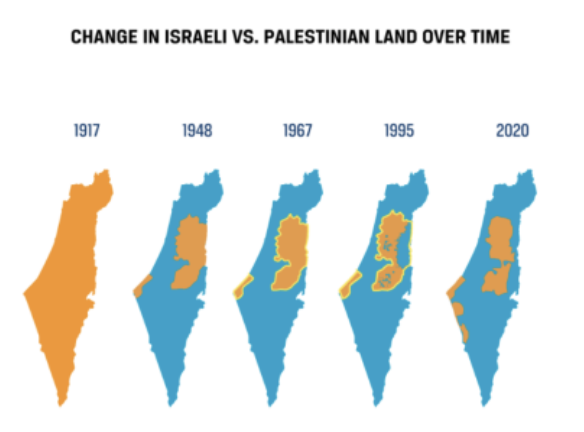 CHANGE IN ISRAELI VS. PALESTINIAN LAND OVER TIME
1917 1948 1967 1995 2020